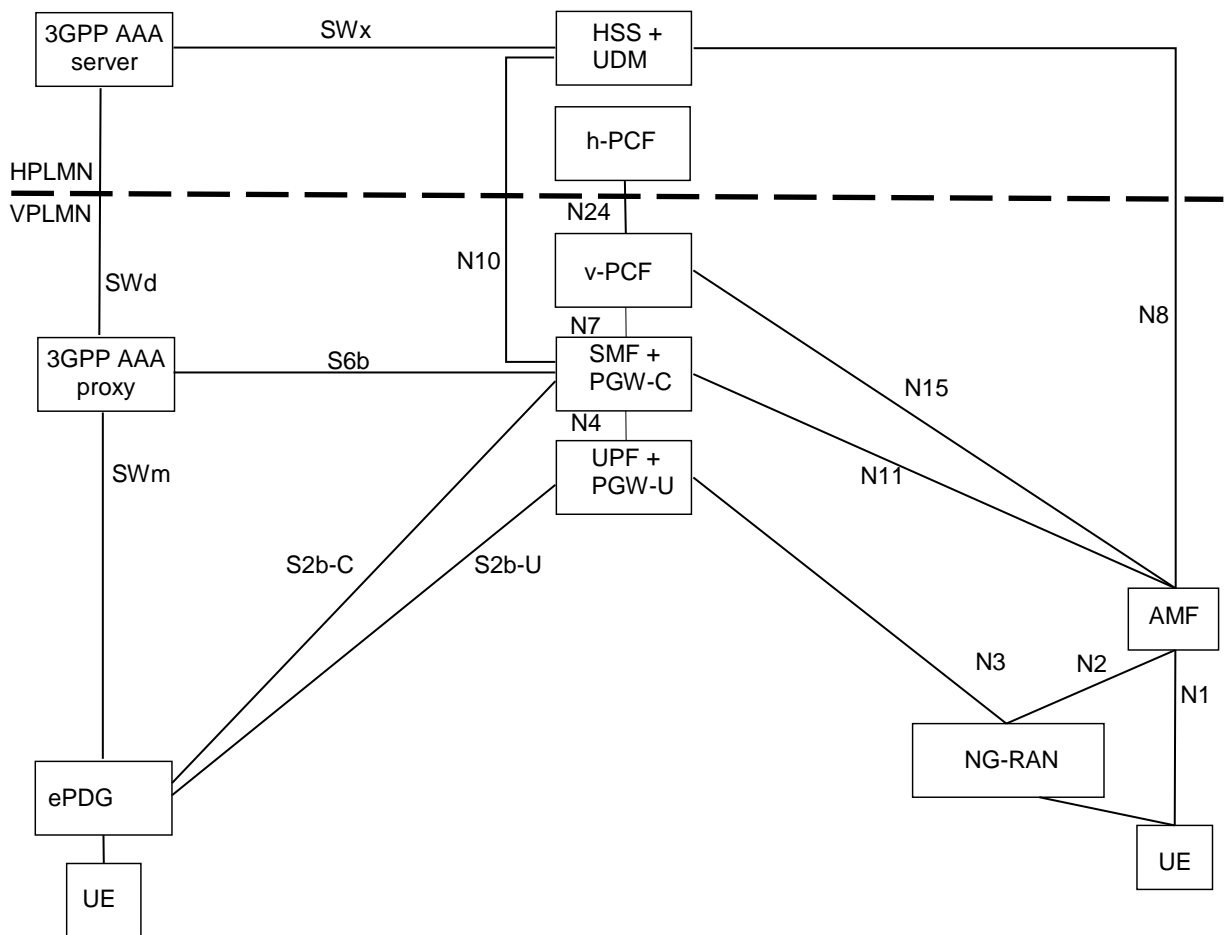 3GPP AAA
server
SWx
HSS +
UDM
h-PCF
HPLMN
VPLMN
N24
N10
v-PCF
SWd
N8
N7
3GPP AAA
proxy
S6b
SMF +
PGW-C
N15
N4
SWm
UPF +
PGW-U
N11
S2b-C
S2b-U
AMF
N3
N2
N1
NG-RAN
ePDG
UE
UE